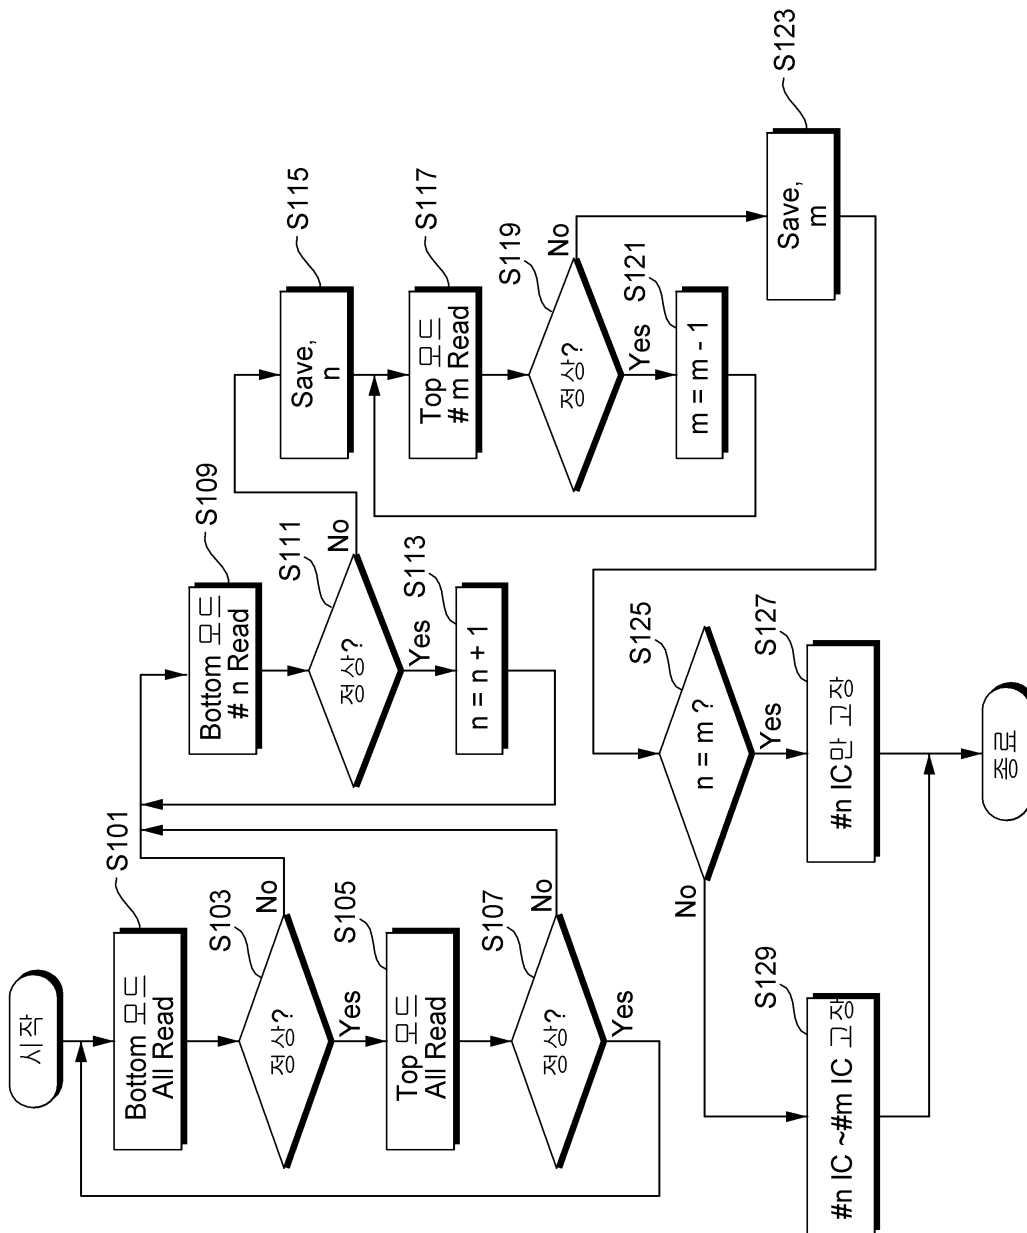 시작
S101
Bottom 모드
All Read
S103
정상?
No
Yes
S105
Top 모드
All Read
S107
정상?
No
Yes
S109
Bottom 모드
# n Read
S111
정상?
No
Yes
S113
n = n + 1
S115
Save,
n
S117
Top 모드
# m Read
S119
정상?
No
Yes
S121
m = m - 1
S123
Save,
m
S125
n = m ?
No
Yes
S127
#n IC만 고장
S129
#n IC ~#m IC 고장
종료